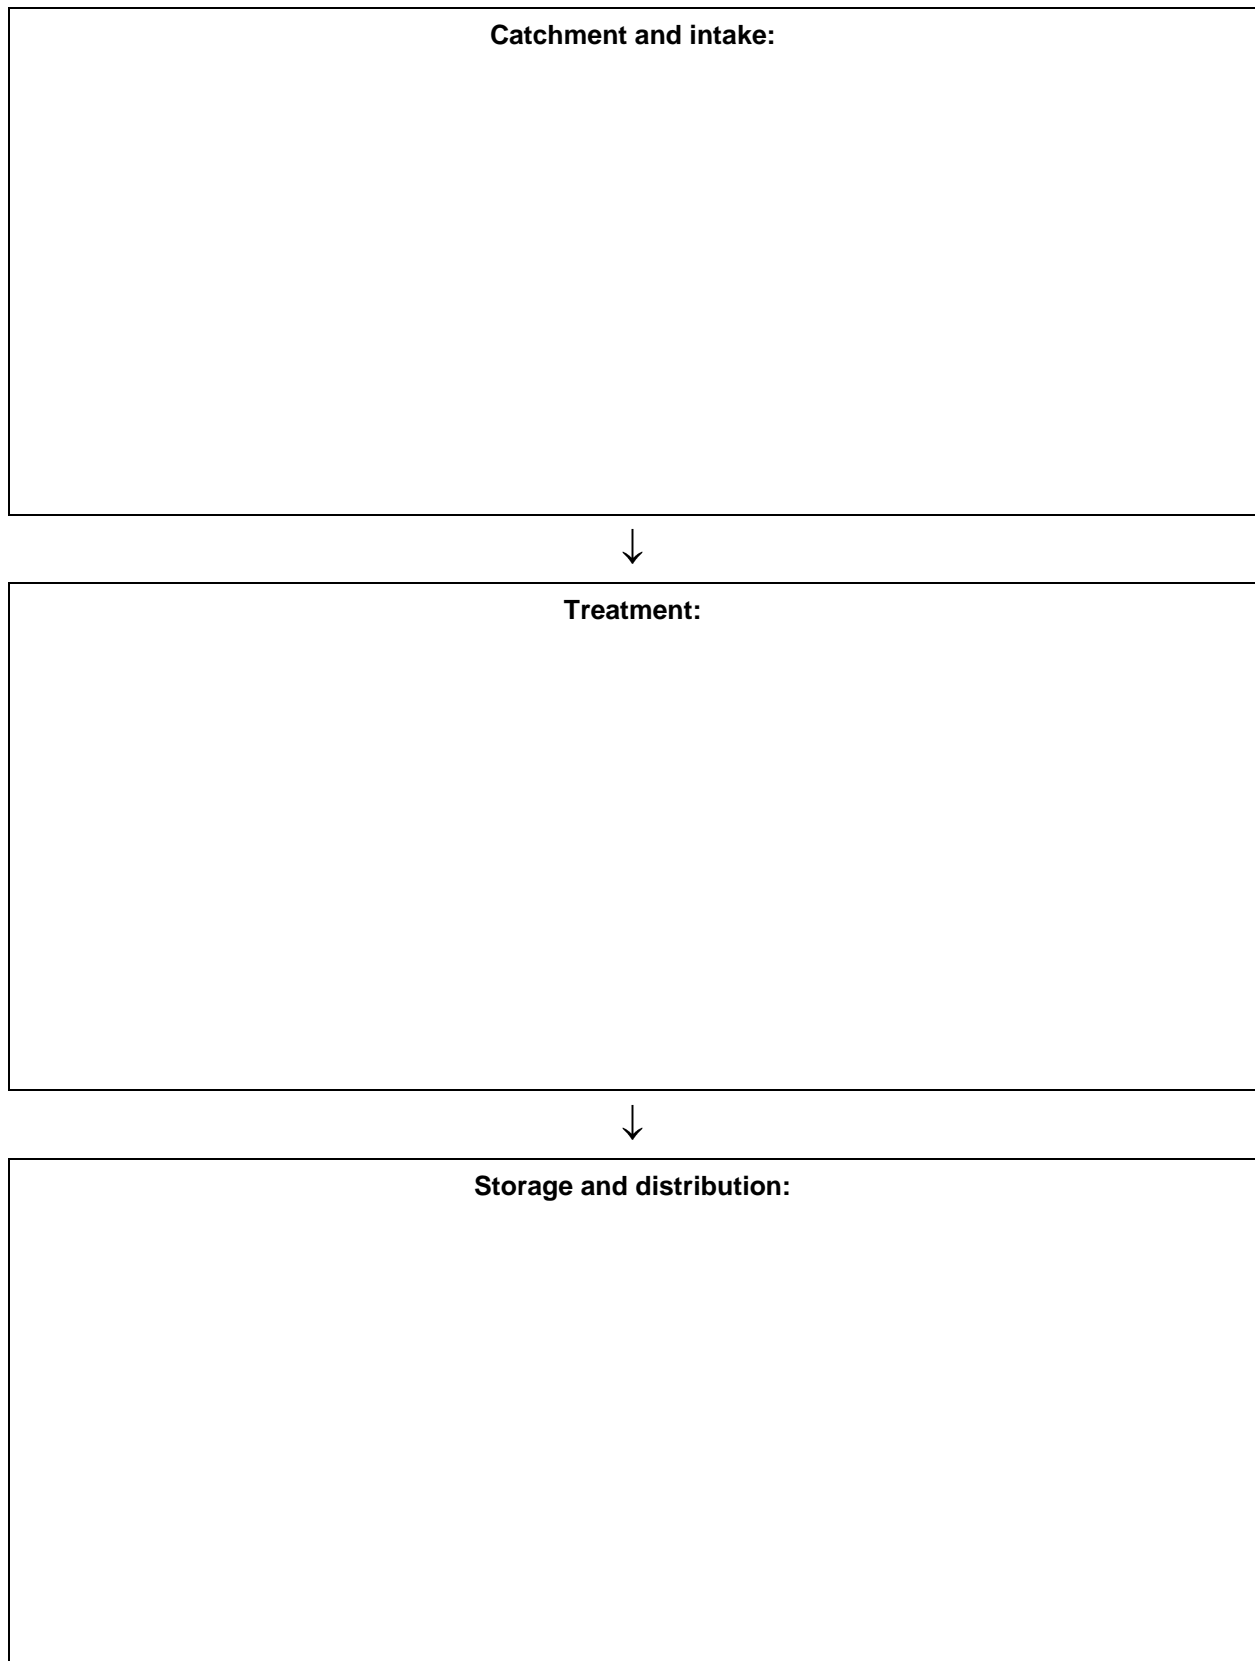 Catchment and intake:
↓
Treatment:
↓
Storage and distribution: